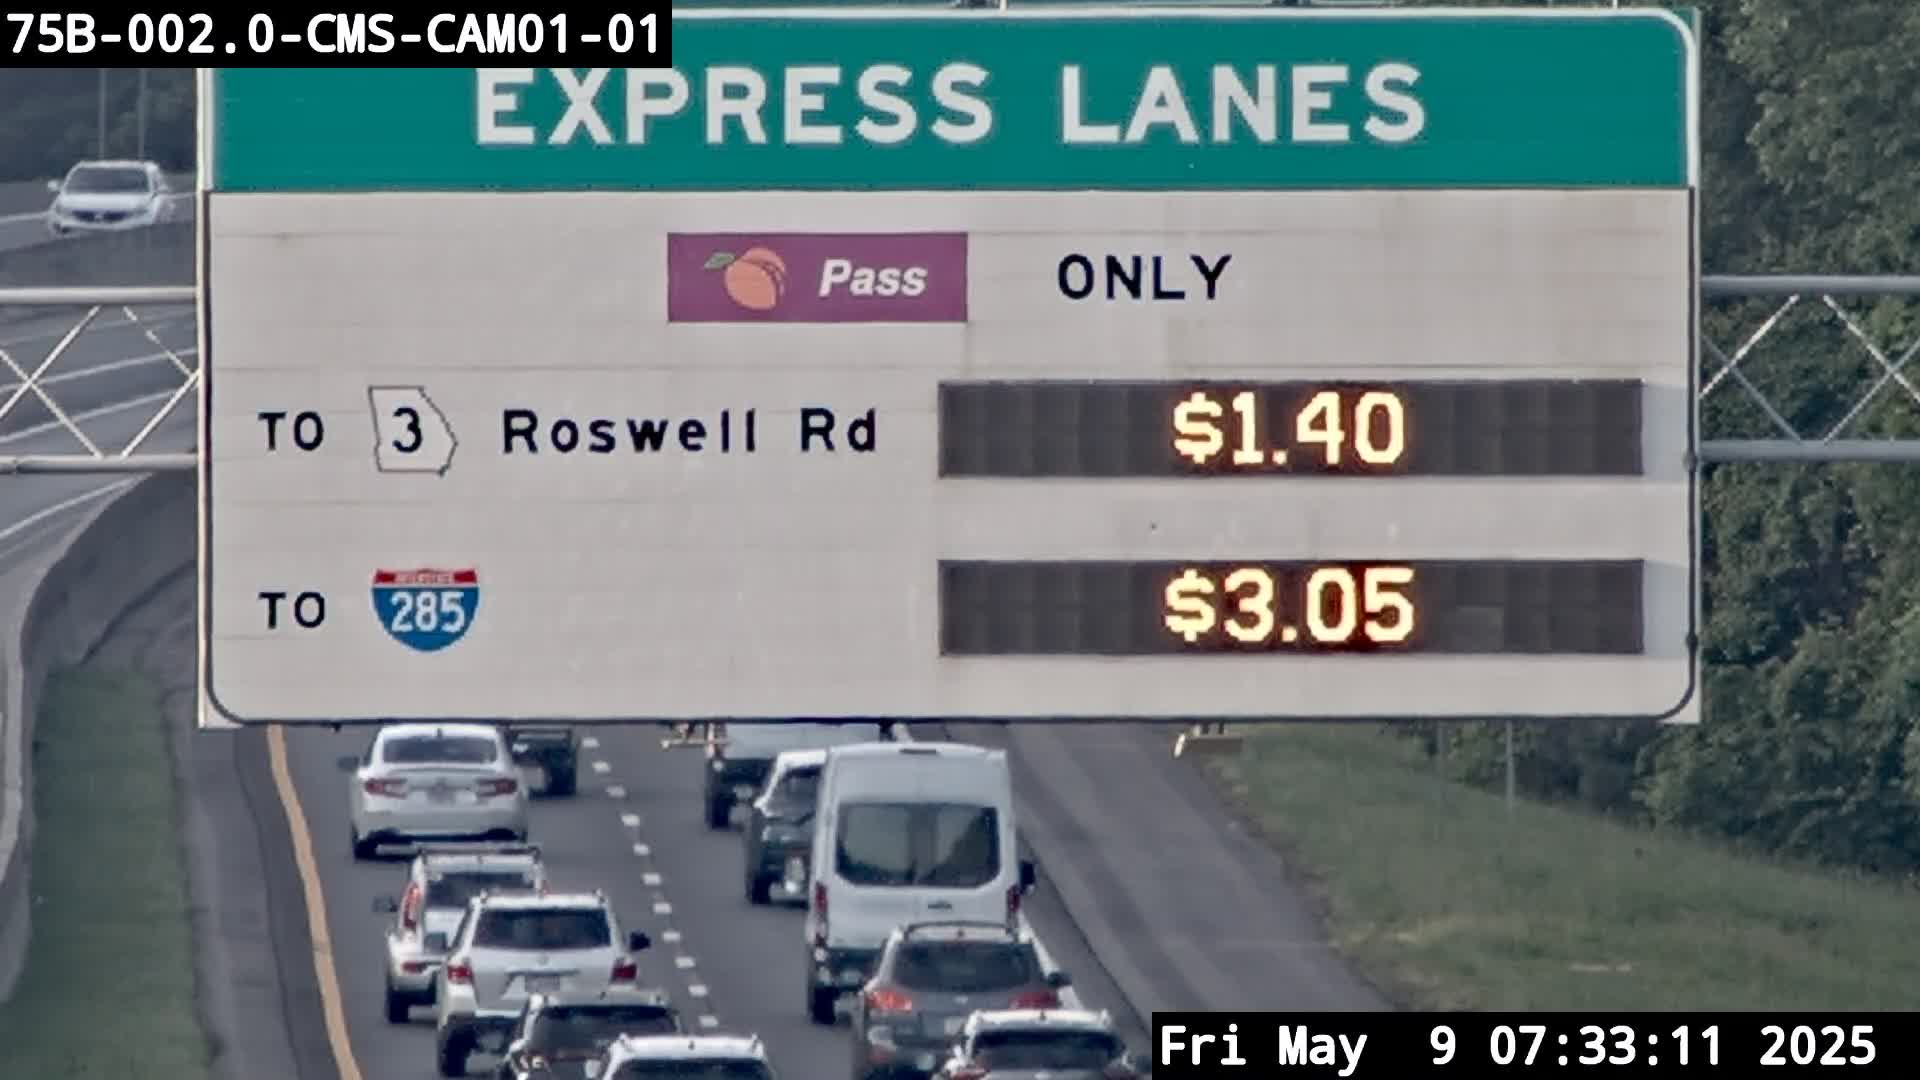 75B-002.0-CMS-CAM01-01
EXPRESS LANES
Pass ONLY
TO 3 Roswell Rd $1.40
TO 285 $3.05
Fri May 9 07:33:11 2025